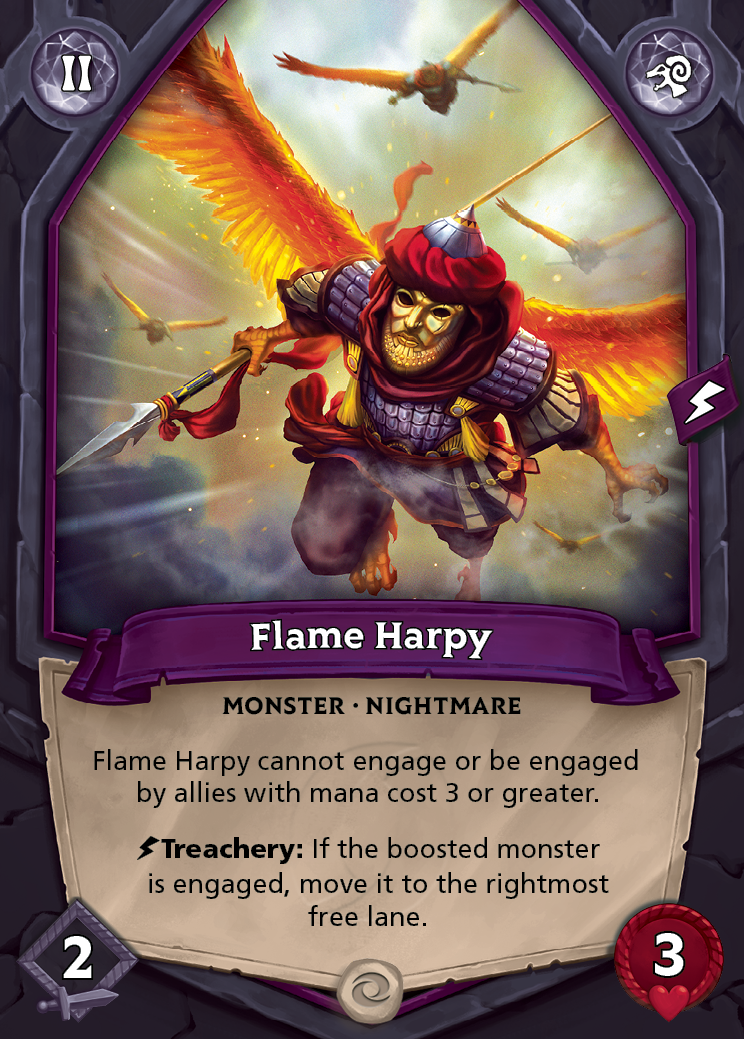 II
Flame Harpy
MONSTER · NIGHTMARE
Flame Harpy cannot engage or be engaged
by allies with mana cost 3 or greater.
Treachery: If the boosted monster
is engaged, move it to the rightmost
free lane.
2
3